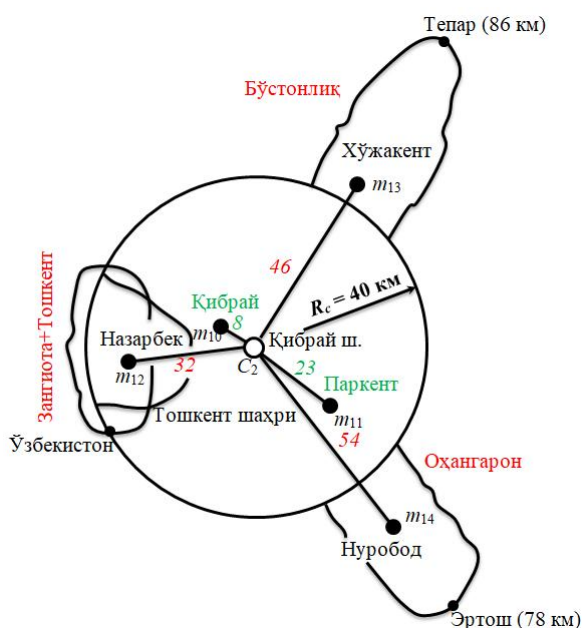 Тепар (86 км)
Бўстонлиқ
Хўжакент
m13
46
Rc = 40 км
Зангиота+Тошкент
Қибрай
8
Назарбек
m10
Қибрай ш.
m12
32
C2
23
Паркент
Тошкент шаҳри
m11
Ўзбекистон
54
Оҳангарон
m14
Нуробод
Эртош (78 км)